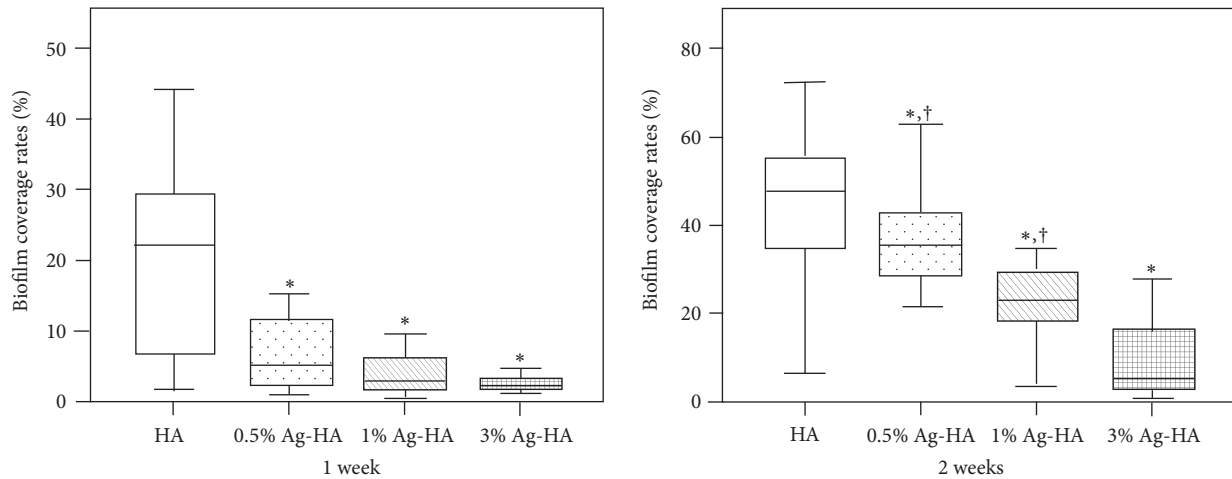 Biofilm coverage rates (%)
50
40
30
20
10
0
*
*
*
HA
0.5% Ag-HA
1% Ag-HA
3% Ag-HA
1 week
Biofilm coverage rates (%)
80
60
40
20
0
*,†
*,†
*
HA
0.5% Ag-HA
1% Ag-HA
3% Ag-HA
2 weeks